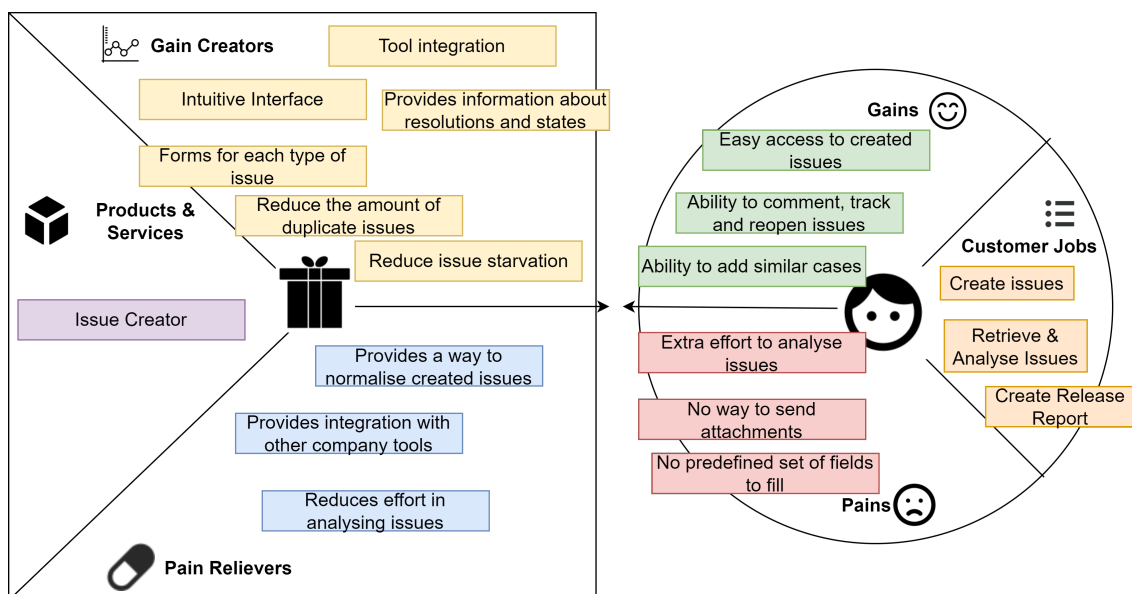 Gain Creators
Tool integration
Intuitive Interface
Provides information about
resolutions and states
Forms for each type of
issue
Products &
Services
Reduce the amount of
duplicate issues
Reduce issue starvation
Issue Creator
Provides a way to
normalise created issues
Provides integration with
other company tools
Reduces effort in
analysing issues
Pain Relievers
Gains
Easy access to created
issues
Ability to comment, track
and reopen issues
Ability to add similar cases
Customer Jobs
Create issues
Retrieve &
Analyse Issues
Create Release
Report
Extra effort to analyse
issues
No way to send
attachments
No predefined set of fields
to fill
Pains